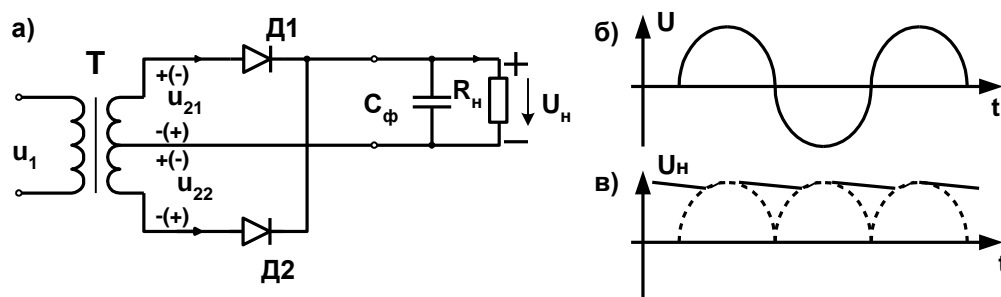 а)
Т
u1
+(-)
u21
-(+)
+(-)
u22
-(+)
Д1
Д2
Cф
Rн
+
Uн
−
б)
U
t
в)
Uн
t